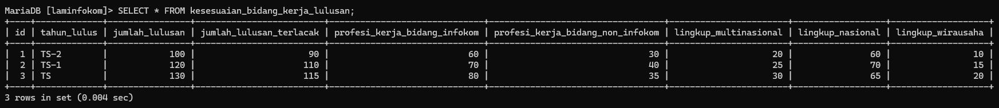 MariaDB [laminfokom]> SELECT * FROM kesesuaian_bidang_kerja_lulusan;
+----+-------------+----------------+-------------------------+------------------------------+----------------------------------+-----------------------+------------------+-------------------+
| id | tahun_lulus | jumlah_lulusan | jumlah_lulusan_terlacak | profesi_kerja_bidang_infokom | profesi_kerja_bidang_non_infokom | lingkup_multinasional | lingkup_nasional | lingkup_wirausaha |
+----+-------------+----------------+-------------------------+------------------------------+----------------------------------+-----------------------+------------------+-------------------+
|  1 | TS-2        |            100 |                      90 |                           60 |                               30 |                    20 |               60 |                10 |
|  2 | TS-1        |            120 |                     110 |                           70 |                               40 |                    25 |               70 |                15 |
|  3 | TS          |            130 |                     115 |                           80 |                               35 |                    30 |               65 |                20 |
+----+-------------+----------------+-------------------------+------------------------------+----------------------------------+-----------------------+------------------+-------------------+
3 rows in set (0.004 sec)